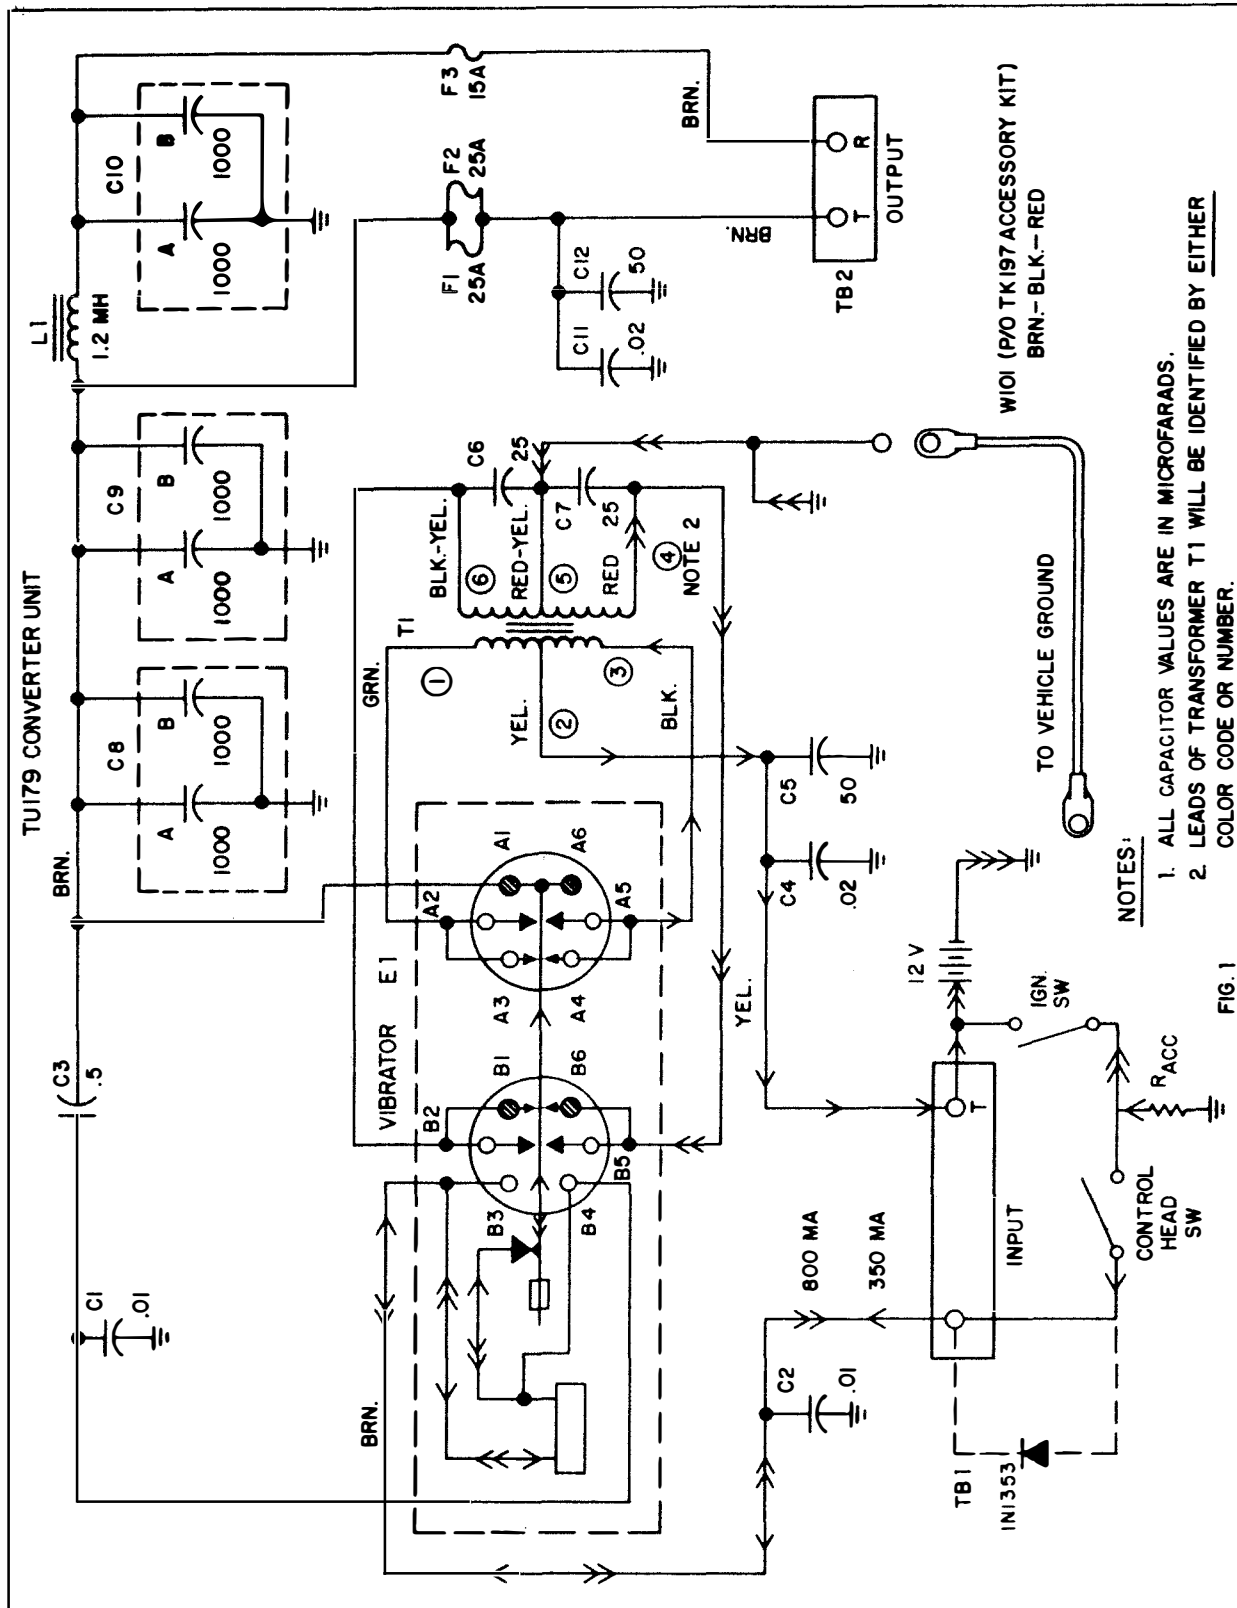 TU179 CONVERTER UNIT
BRN.
C3
.5
C1
.01
C8
A
1000
B
1000
C9
A
1000
B
1000
L1
1.2 MH
C10
A
1000
B
1000
F3
15A
F1
25A
F2
25A
BRN.
BRN.
C11
.02
C12
50
T
R
OUTPUT
TB2
VIBRATOR
E1
BRN.
B2
B1
B3
B4
B5
B6
A2
A1
A3
A4
A5
A6
GRN.
1
T1
YEL.
2
3
BLK.
BLK.-YEL.
6
RED-YEL.
5
RED
4
NOTE 2
C6
25
C7
25
YEL.
C4
.02
C5
50
C2
.01
800 MA
350 MA
INPUT
T
TB1
1N1353
12 V
IGN.
SW
RACC
CONTROL
HEAD
SW
TO VEHICLE GROUND
W101 (P/O TK197 ACCESSORY KIT)
BRN.-BLK.-RED
NOTES:
1. ALL CAPACITOR VALUES ARE IN MICROFARADS.
2. LEADS OF TRANSFORMER T1 WILL BE IDENTIFIED BY EITHER
COLOR CODE OR NUMBER.
FIG. 1